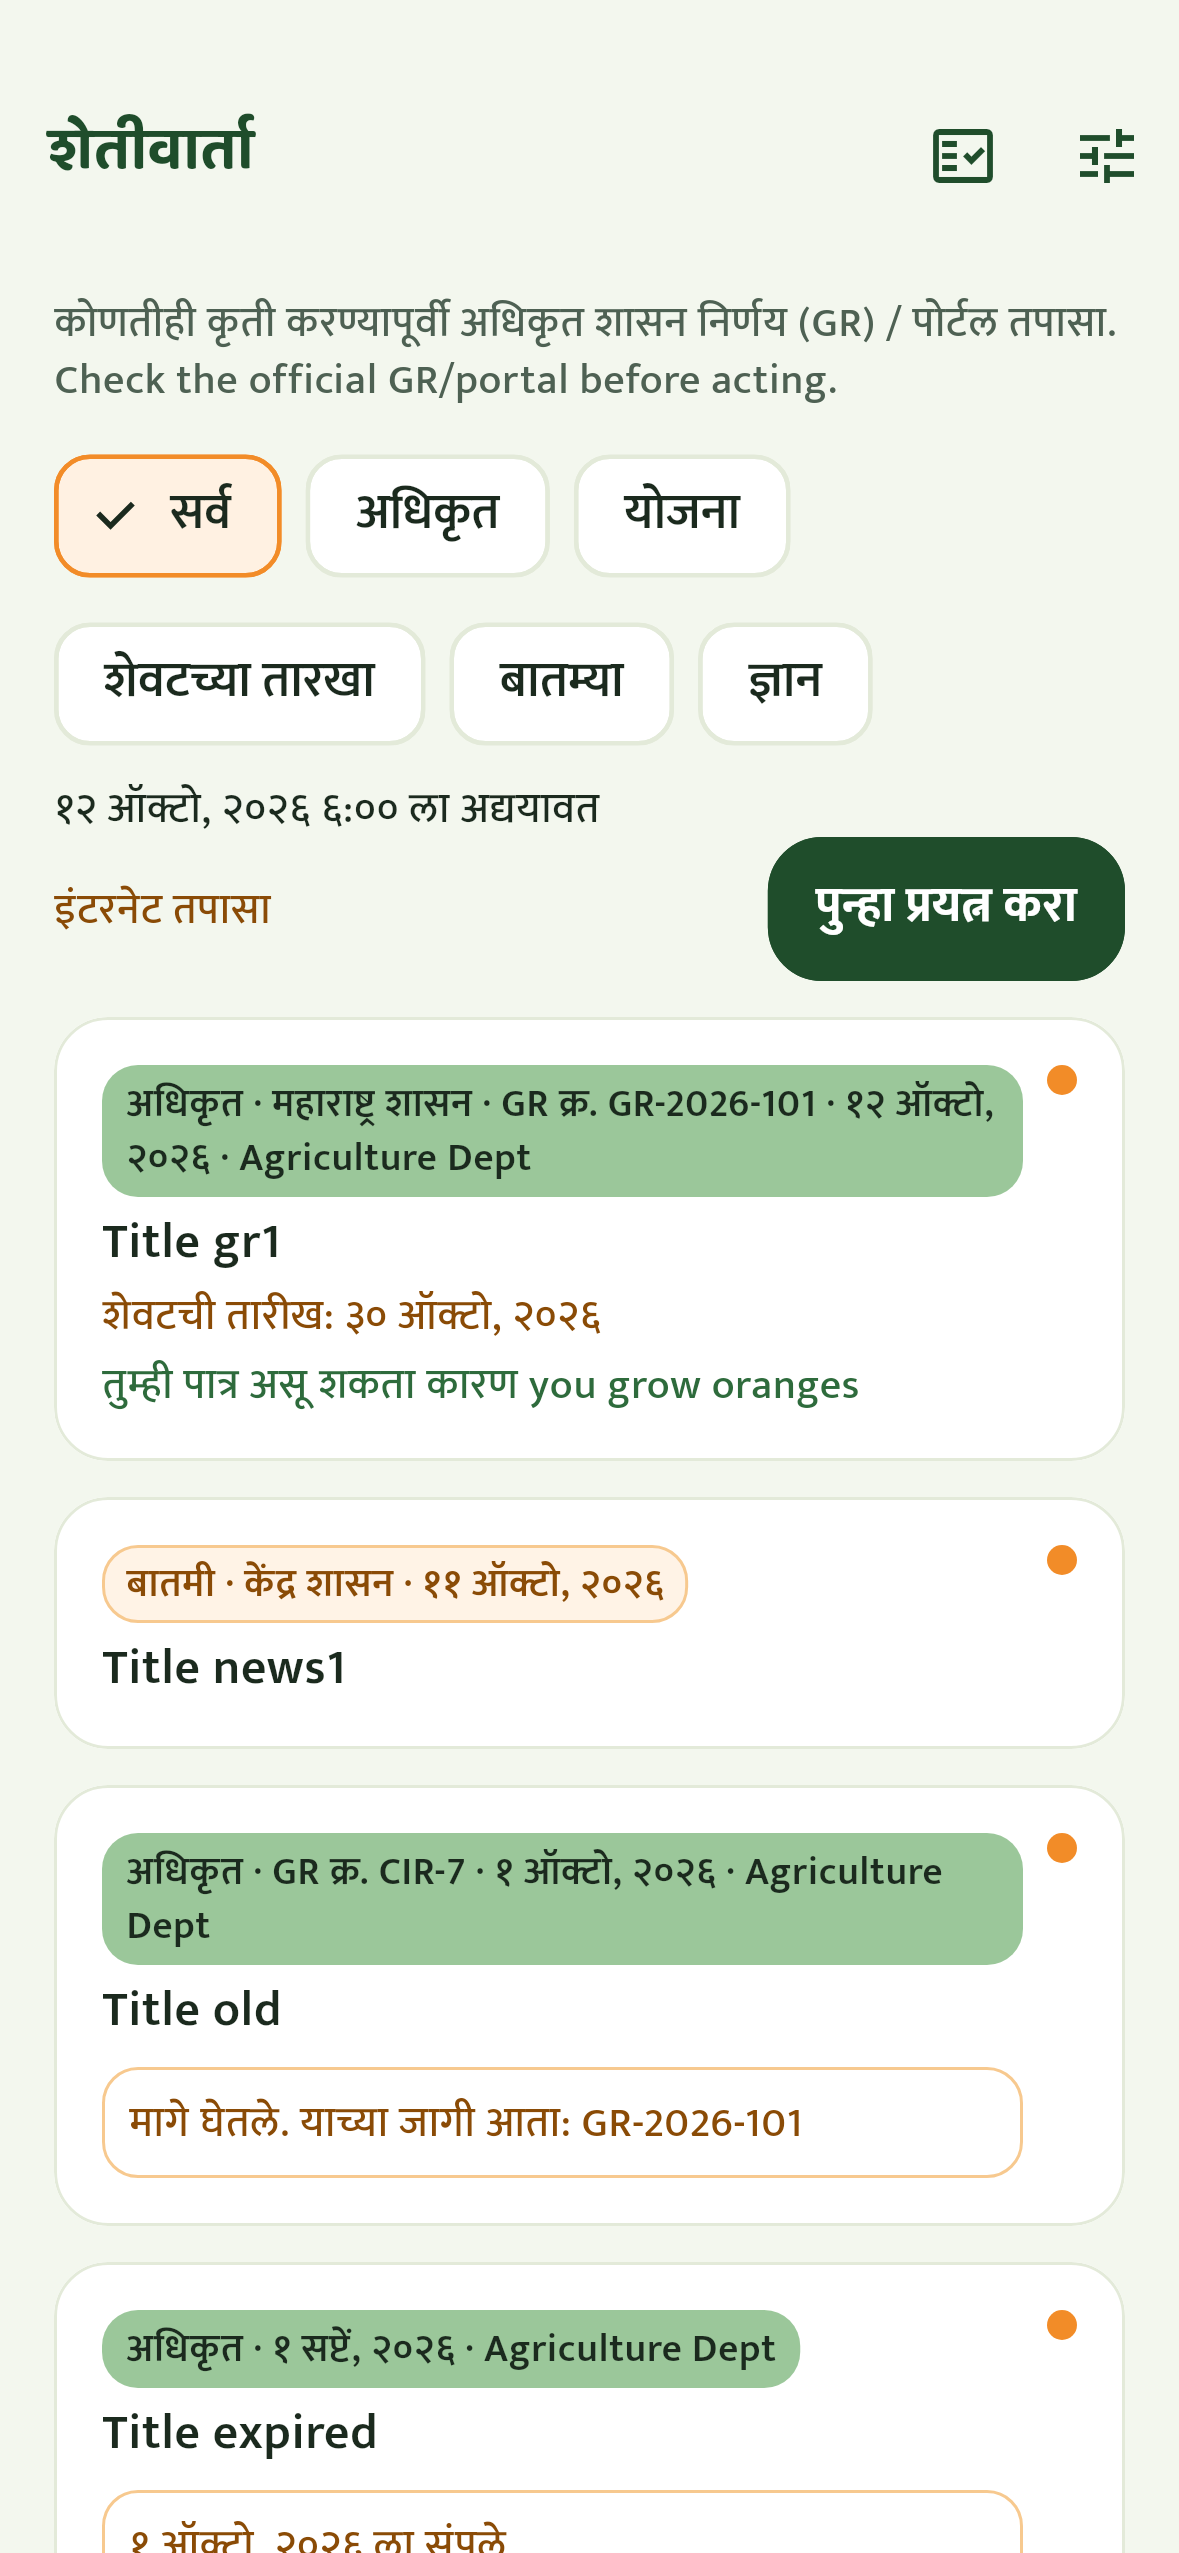 शेतीवार्ता
कोणतीही कृती करण्यापूर्वी अधिकृत शासन निर्णय (GR) / पोर्टल तपासा.
Check the official GR/portal before acting.
सर्व
अधिकृत
योजना
शेवटच्या तारखा
बातम्या
ज्ञान
१२ ऑक्टो, २०२६ ६:०० ला अद्ययावत
इंटरनेट तपासा
पुन्हा प्रयत्न करा
अधिकृत · महाराष्ट्र शासन · GR क्र. GR-2026-101 · १२ ऑक्टो,
२०२६ · Agriculture Dept
Title gr1
शेवटची तारीख: ३० ऑक्टो, २०२६
तुम्ही पात्र असू शकता कारण you grow oranges
बातमी · केंद्र शासन · ११ ऑक्टो, २०२६
Title news1
अधिकृत · GR क्र. CIR-7 · १ ऑक्टो, २०२६ · Agriculture
Dept
Title old
मागे घेतले. याच्या जागी आता: GR-2026-101
अधिकृत · १ सप्टें, २०२६ · Agriculture Dept
Title expired
१ ऑक्टो, २०२६ ला संपले